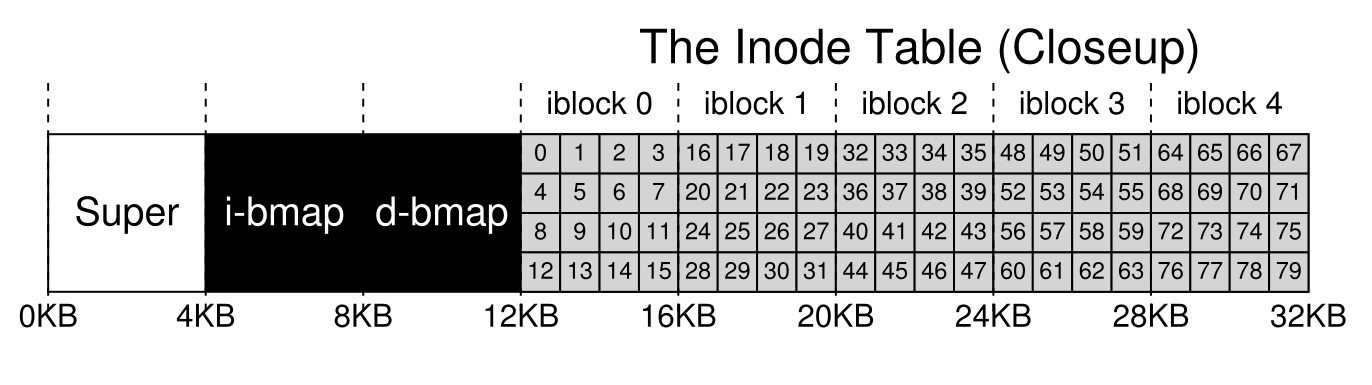 The Inode Table (Closeup)
iblock 0 iblock 1 iblock 2 iblock 3 iblock 4
0 1 2 3 16 17 18 19 32 33 34 35 48 49 50 51 64 65 66 67
4 5 6 7 20 21 22 23 36 37 38 39 52 53 54 55 68 69 70 71
Super i-bmap d-bmap
8 9 10 11 24 25 26 27 40 41 42 43 56 57 58 59 72 73 74 75
12 13 14 15 28 29 30 31 44 45 46 47 60 61 62 63 76 77 78 79
0KB 4KB 8KB 12KB 16KB 20KB 24KB 28KB 32KB